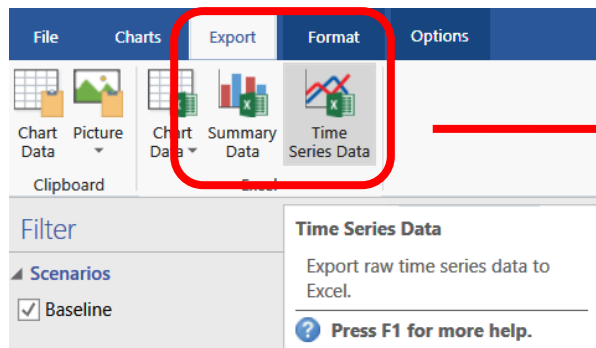 File Charts Export Format Options
Chart Data
Picture
Chart Data
Summary Data
Time Series Data
Clipboard
Excel
Filter
Scenarios
Baseline
Time Series Data
Export raw time series data to
Excel.
Press F1 for more help.